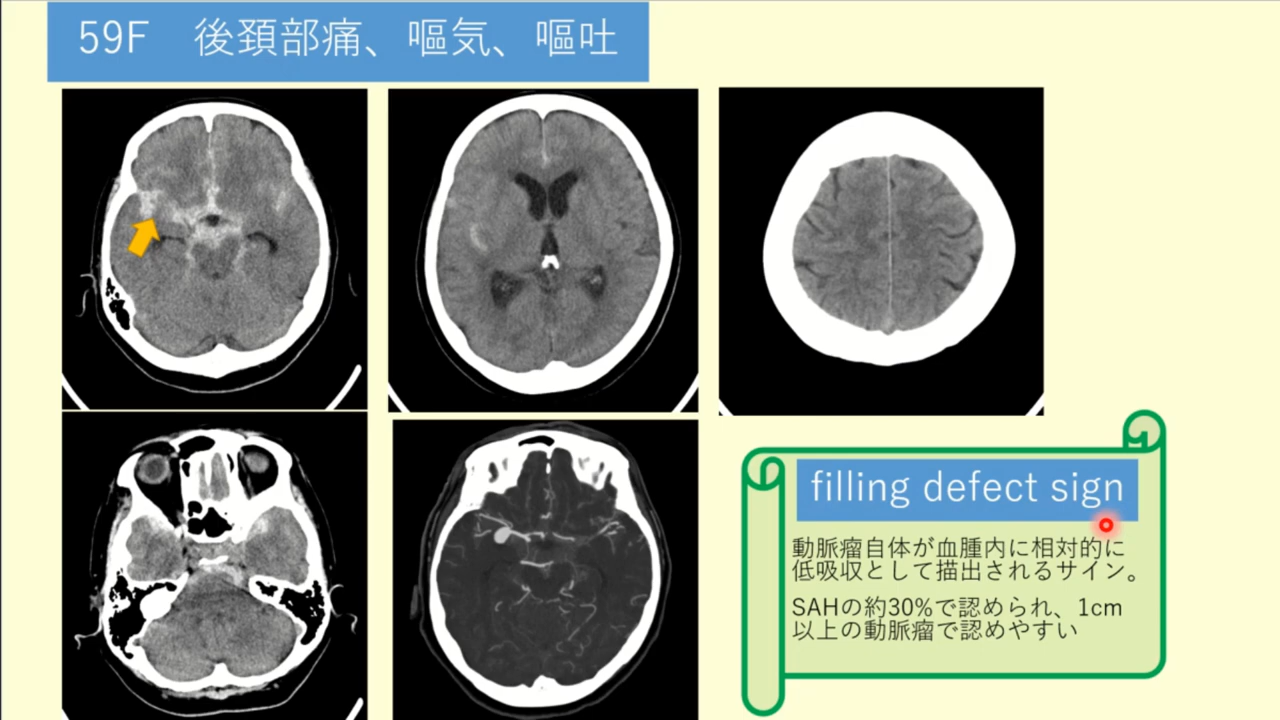 59F　後頚部痛、嘔気、嘔吐
filling defect sign
動脈瘤自体が血腫内に相対的に
低吸収として描出されるサイン。
SAHの約30%で認められ、1cm
以上の動脈瘤で認めやすい